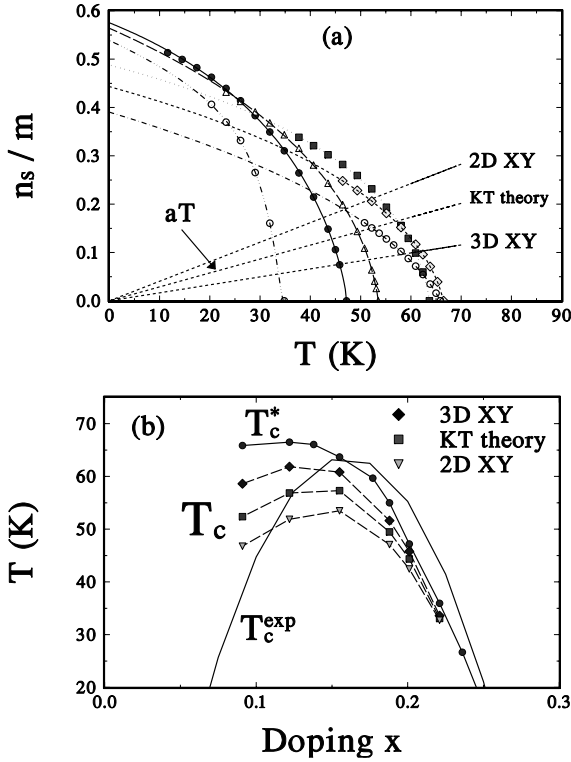 (a)
n_s / m
0.6
0.5
0.4
0.3
0.2
0.1
0.0
2D XY
KT theory
3D XY
aT
0 10 20 30 40 50 60 70 80 90
T (K)
(b)
T_c^*
3D XY
KT theory
2D XY
T_c
T_c^exp
T (K)
70
60
50
40
30
20
0.0 0.1 0.2 0.3
Doping x